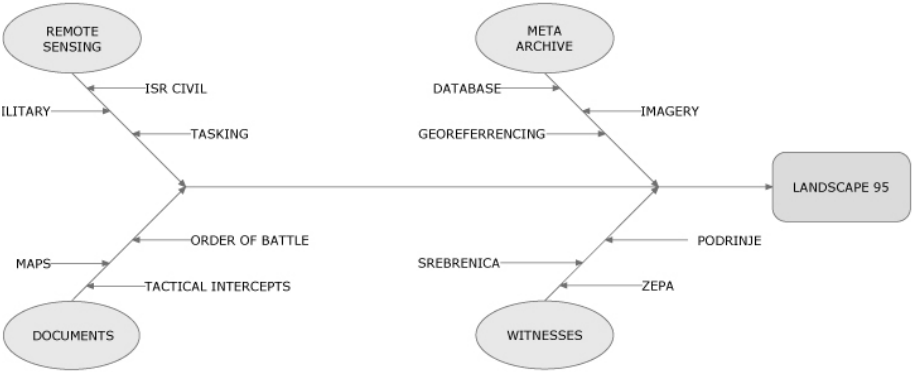 REMOTE
SENSING
META
ARCHIVE
ISR CIVIL
DATABASE
ILITARY
IMAGERY
TASKING
GEOREFERRENCING
LANDSCAPE 95
ORDER OF BATTLE
PODRINJE
MAPS
SREBRENICA
TACTICAL INTERCEPTS
ZEPA
DOCUMENTS
WITNESSES